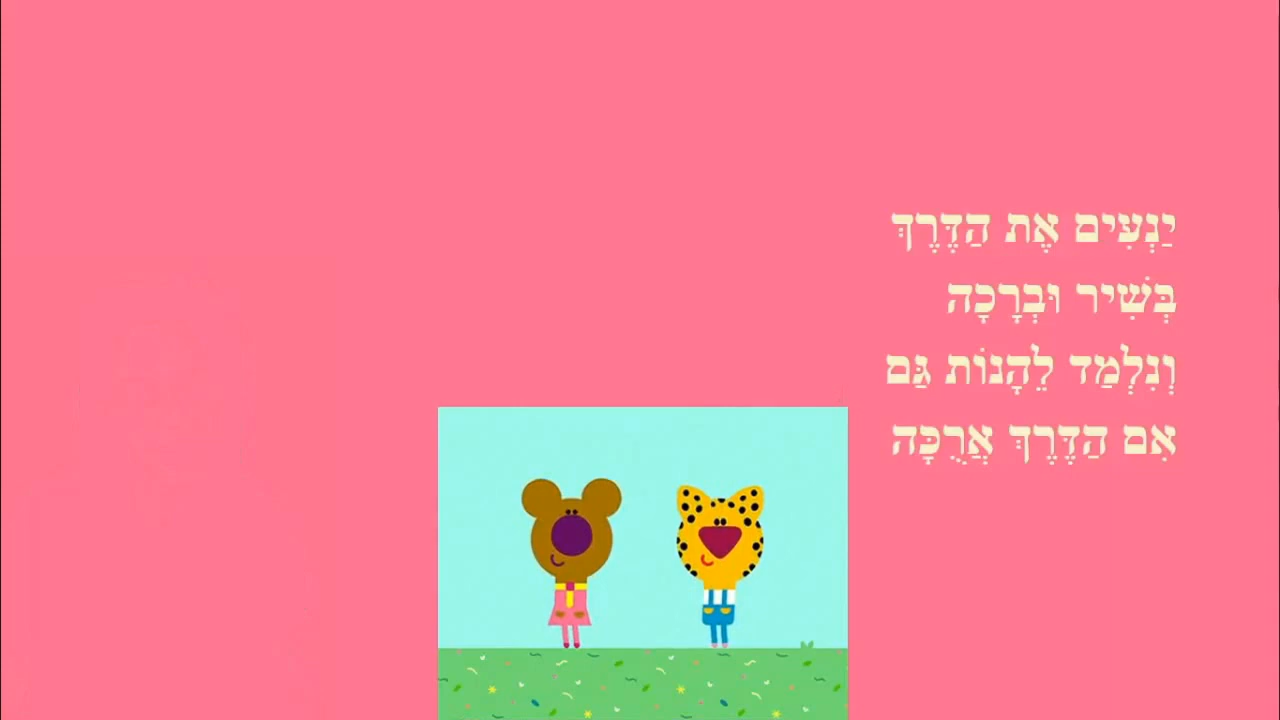 יַנְעִים אֶת הַדֶּרֶךְ
בְּשִׁיר וּבְרָכָה
וְנִלְמַד לֵהָנוֹת גַּם
אִם הַדֶּרֶךְ אֲרֻכָּה